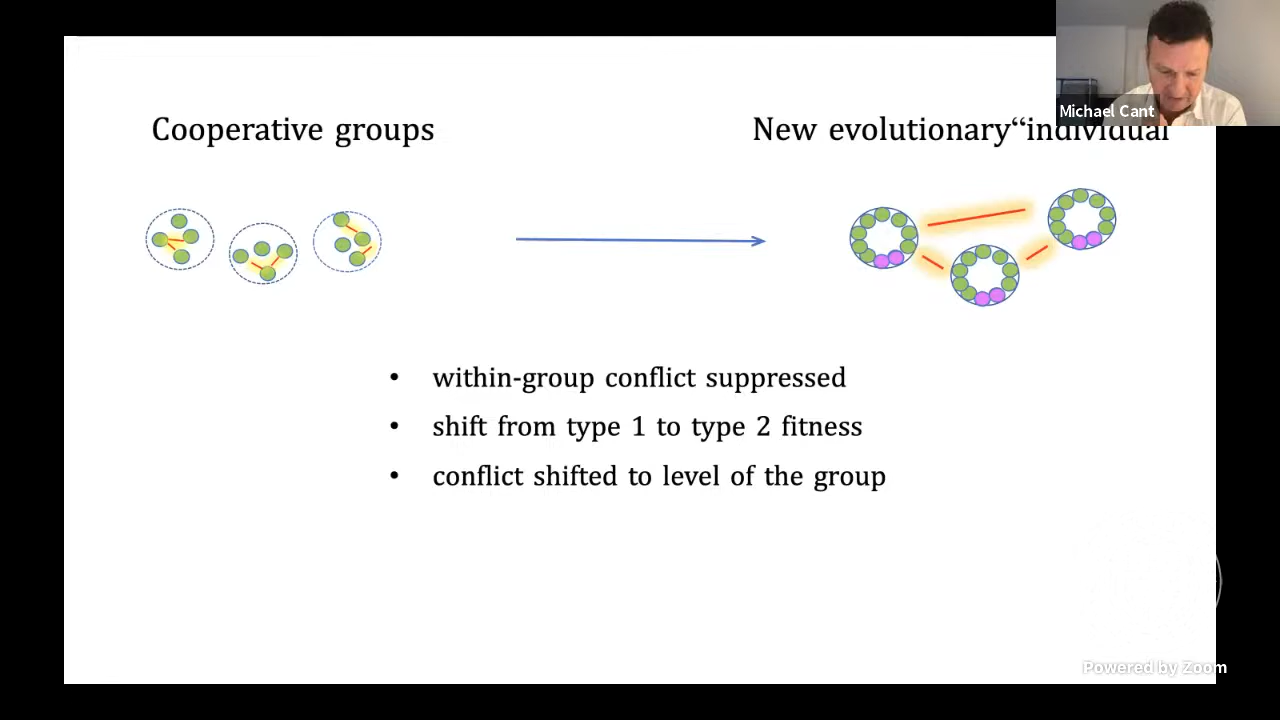 Michael Cant
Cooperative groups
New evolutionary“individual
• within-group conflict suppressed
• shift from type 1 to type 2 fitness
• conflict shifted to level of the group
Powered by Zoom